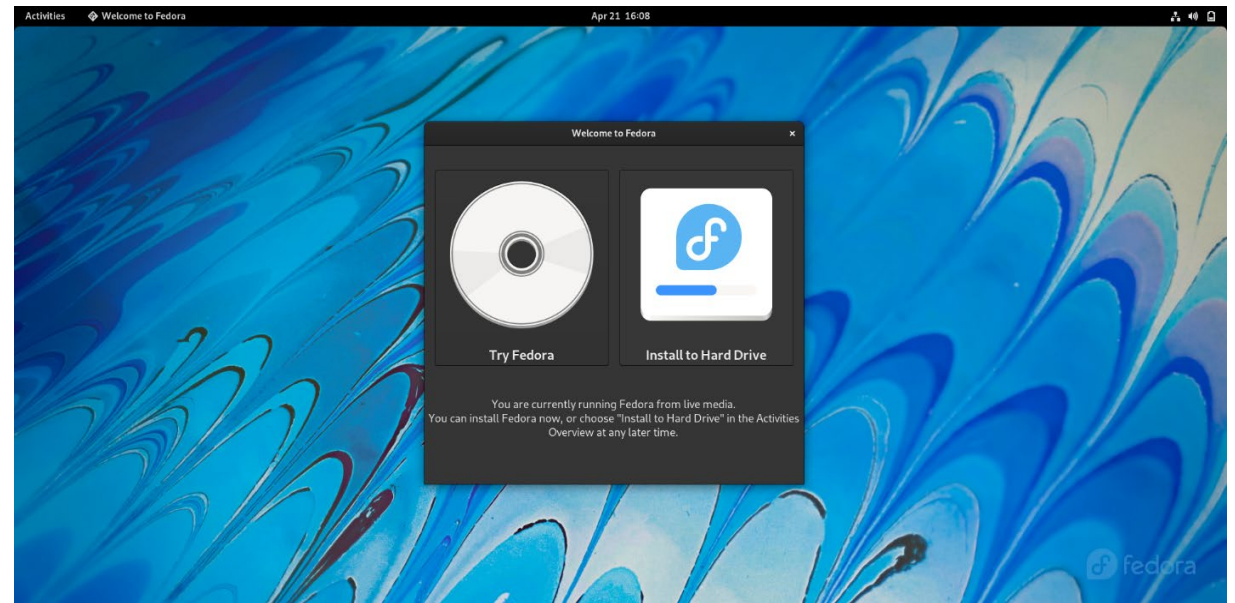 Activities Welcome to Fedora Apr 21 16:08
Welcome to Fedora ×
Try Fedora Install to Hard Drive
You are currently running Fedora from live media.
You can install Fedora now, or choose "Install to Hard Drive" in the Activities
Overview at any later time.
fedora